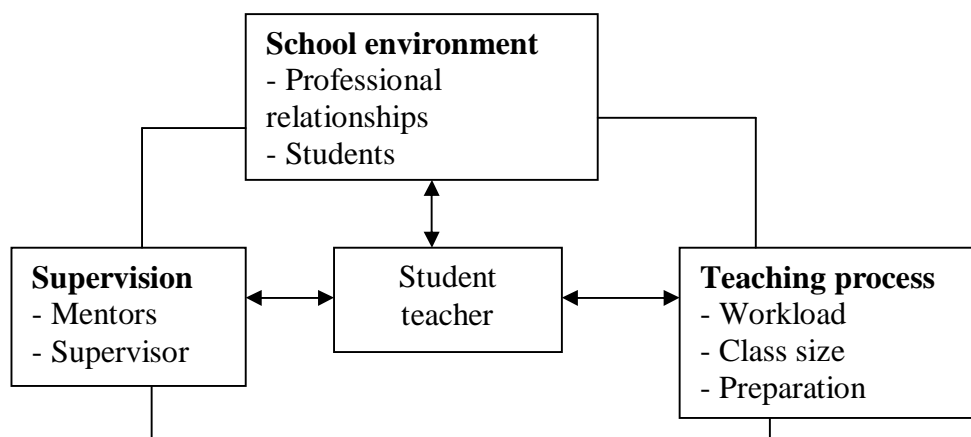 School environment
- Professional
relationships
- Students
Supervision
- Mentors
- Supervisor
Student
teacher
Teaching process
- Workload
- Class size
- Preparation